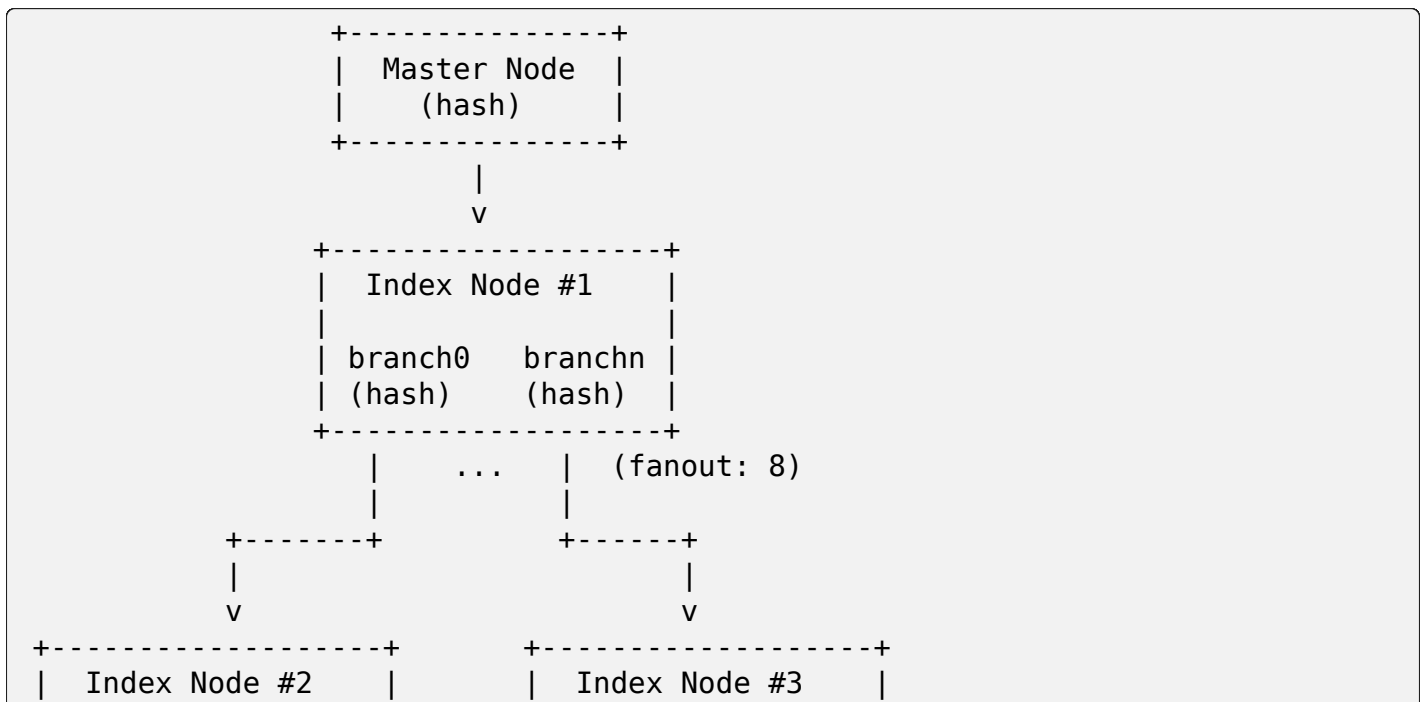 +---------------+
|  Master Node  |
|    (hash)     |
+---------------+
|
v
+-------------------+
|  Index Node #1    |
|                   |
| branch0   branchn |
| (hash)    (hash)  |
+-------------------+
|    ...   |  (fanout: 8)
|          |
+-------+          +------+
|                         |
v                         v
+-------------------+       +-------------------+
|  Index Node #2    |       |  Index Node #3    |